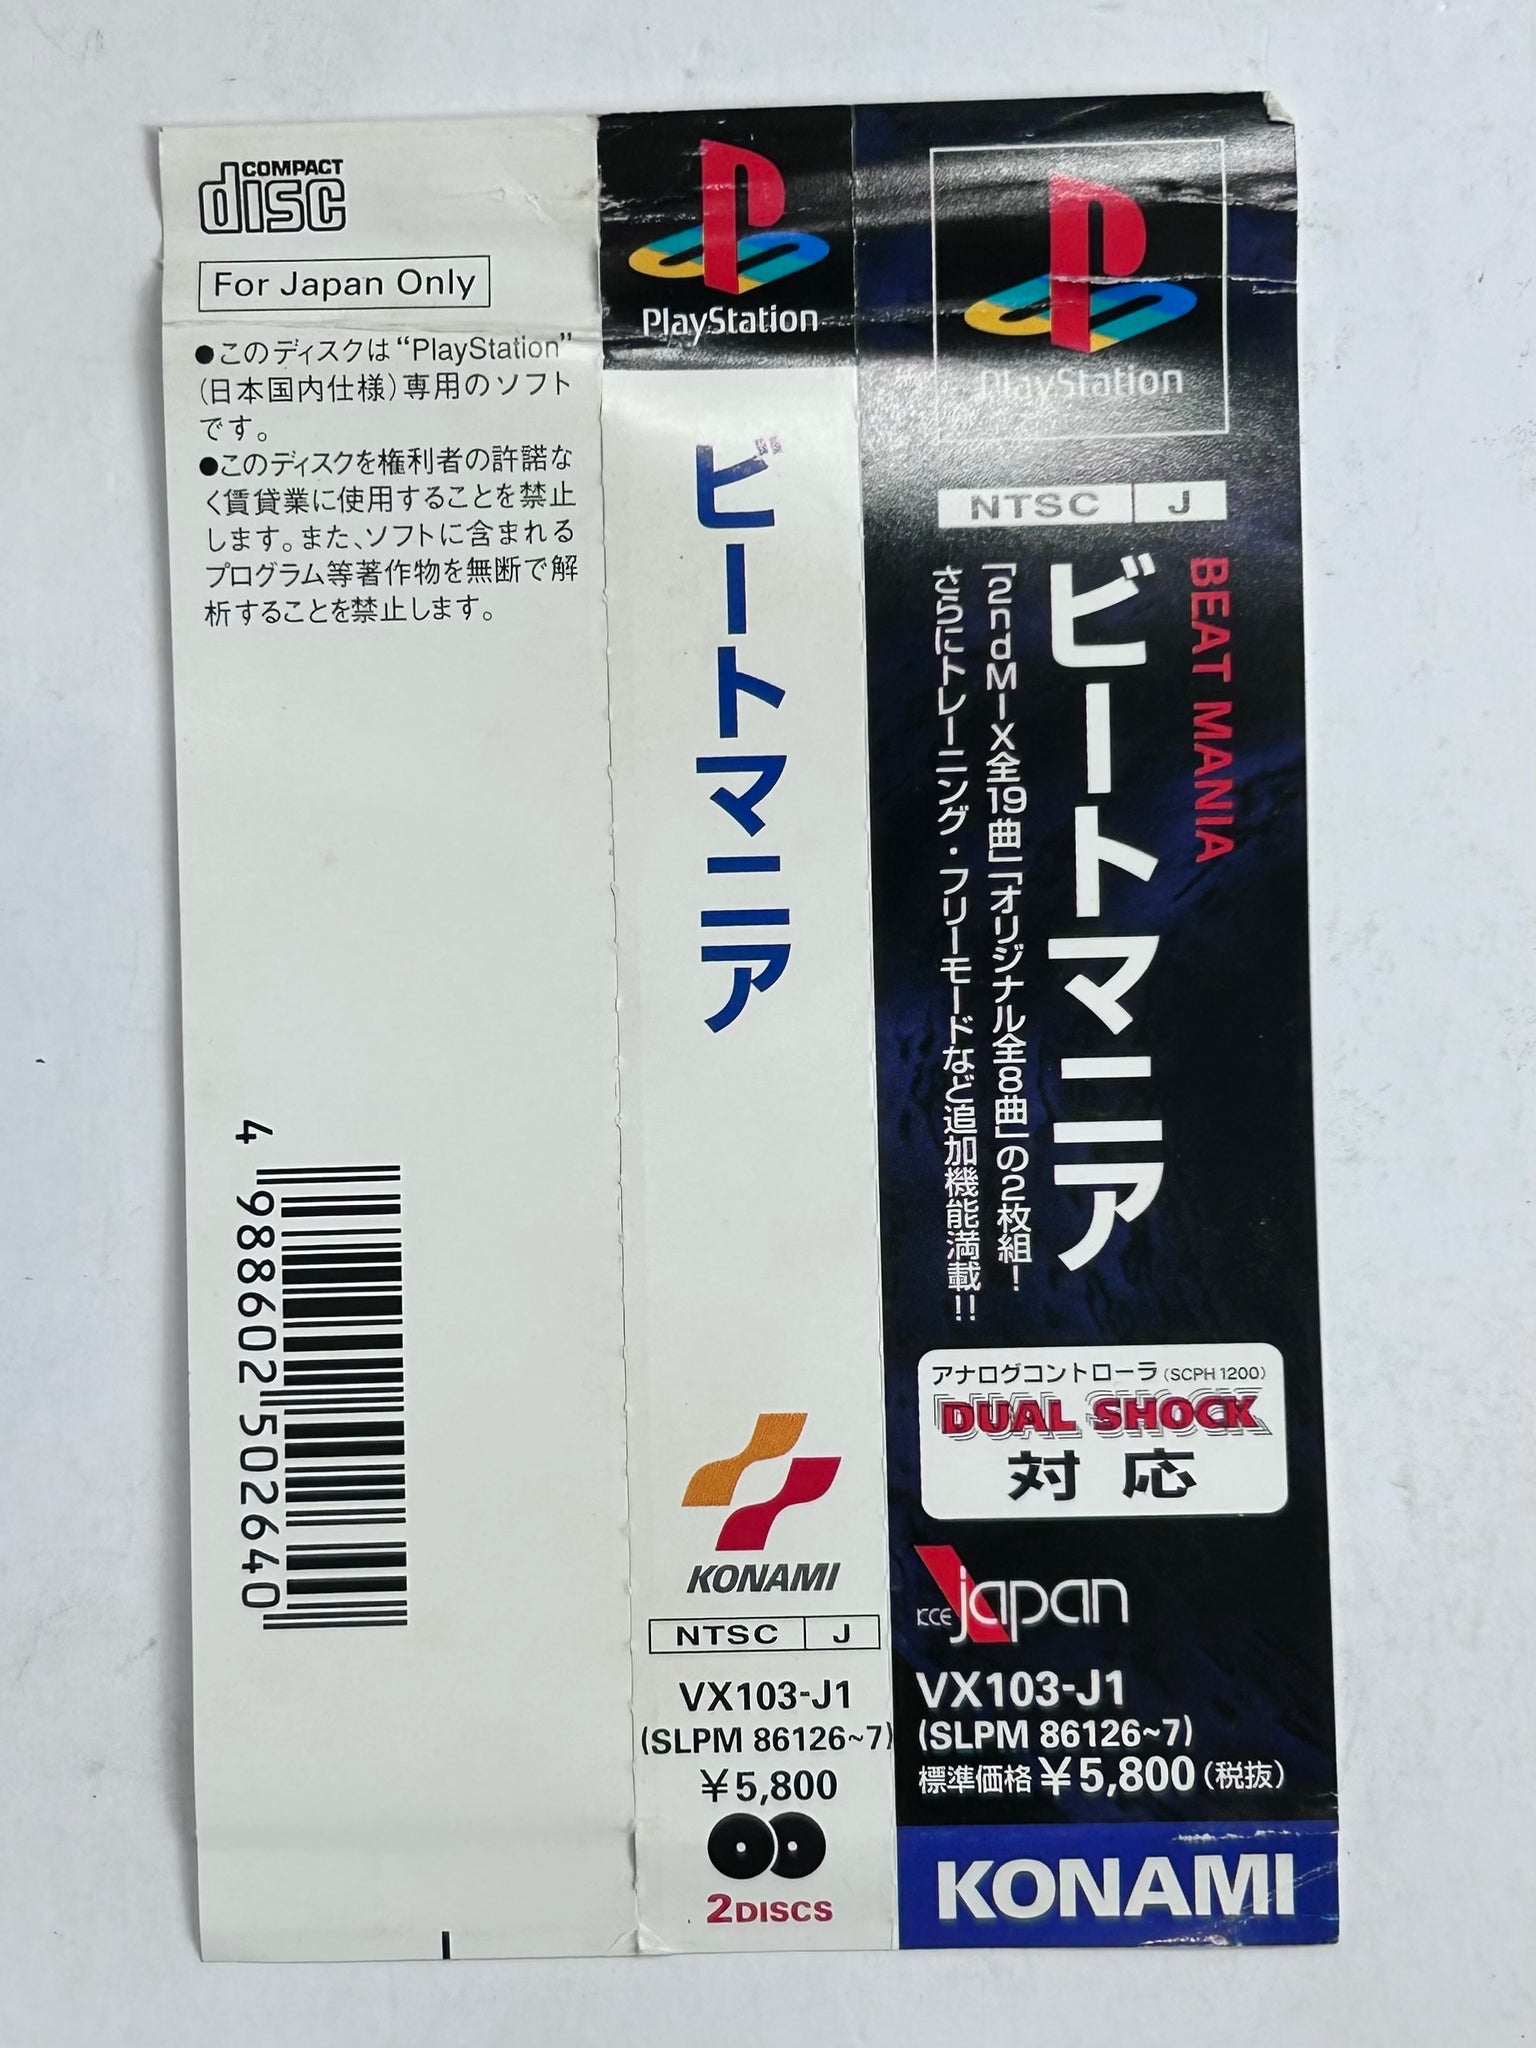 COMPACT
disc
For Japan Only
●このディスクは“PlayStation”
(日本国内仕様)専用のソフト
です。
●このディスクを権利者の許諾な
く賃貸業に使用することを禁止
します。また、ソフトに含まれる
プログラム等著作物を無断で解
析することを禁止します。
4 988602 502640
PlayStation
ビートマニア
KONAMI
NTSC J
VX103-J1
(SLPM 86126~7)
¥5,800
2DISCS
PlayStation
NTSC J
BEAT MANIA
ビートマニア
「2ndMIX全19曲」「オリジナル全8曲」の2枚組!
さらにトレーニング・フリーモードなど追加機能満載!!
アナログコントローラ(SCPH 1200)
DUAL SHOCK
対応
KCE japan
VX103-J1
(SLPM 86126~7)
標準価格¥5,800(税抜)
KONAMI